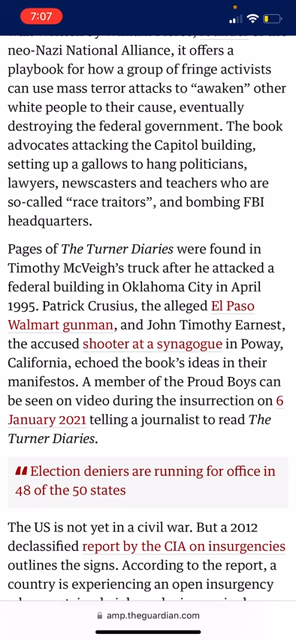 7:07
neo-Nazi National Alliance, it offers a
playbook for how a group of fringe activists
can use mass terror attacks to “awaken” other
white people to their cause, eventually
destroying the federal government. The book
advocates attacking the Capitol building,
setting up a gallows to hang politicians,
lawyers, newscasters and teachers who are
so-called “race traitors”, and bombing FBI
headquarters.
Pages of The Turner Diaries were found in
Timothy McVeigh’s truck after he attacked a
federal building in Oklahoma City in April
1995. Patrick Crusius, the alleged El Paso
Walmart gunman, and John Timothy Earnest,
the accused shooter at a synagogue in Poway,
California, echoed the book’s ideas in their
manifestos. A member of the Proud Boys can
be seen on video during the insurrection on 6
January 2021 telling a journalist to read The
Turner Diaries.
Election deniers are running for office in
48 of the 50 states
The US is not yet in a civil war. But a 2012
declassified report by the CIA on insurgencies
outlines the signs. According to the report, a
country is experiencing an open insurgency
amp.theguardian.com